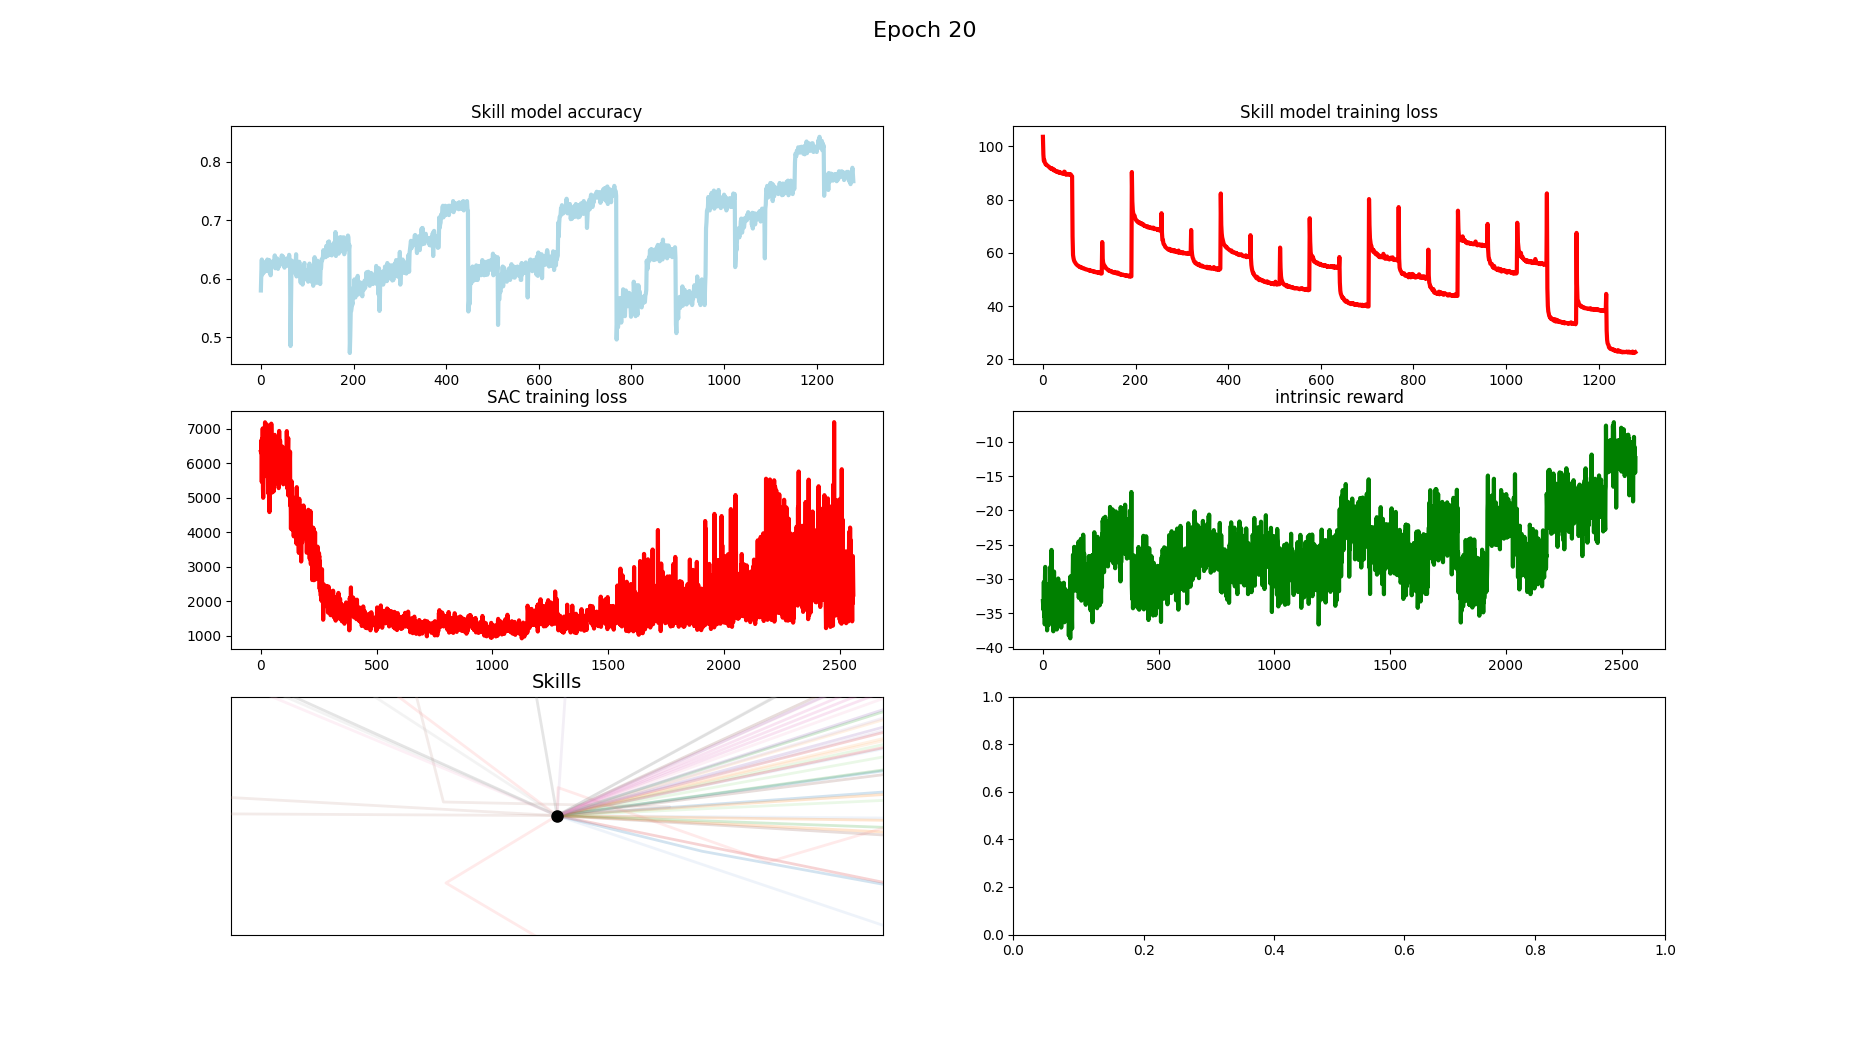 Epoch 20
Skill model accuracy
0.8
0.7
0.6
0.5
0 200 400 600 800 1000 1200
Skill model training loss
100
80
60
40
20
0 200 400 600 800 1000 1200
SAC training loss
7000
6000
5000
4000
3000
2000
1000
0 500 1000 1500 2000 2500
intrinsic reward
−10
−15
−20
−25
−30
−35
−40
0 500 1000 1500 2000 2500
Skills
1.0
0.8
0.6
0.4
0.2
0.0
0.0 0.2 0.4 0.6 0.8 1.0